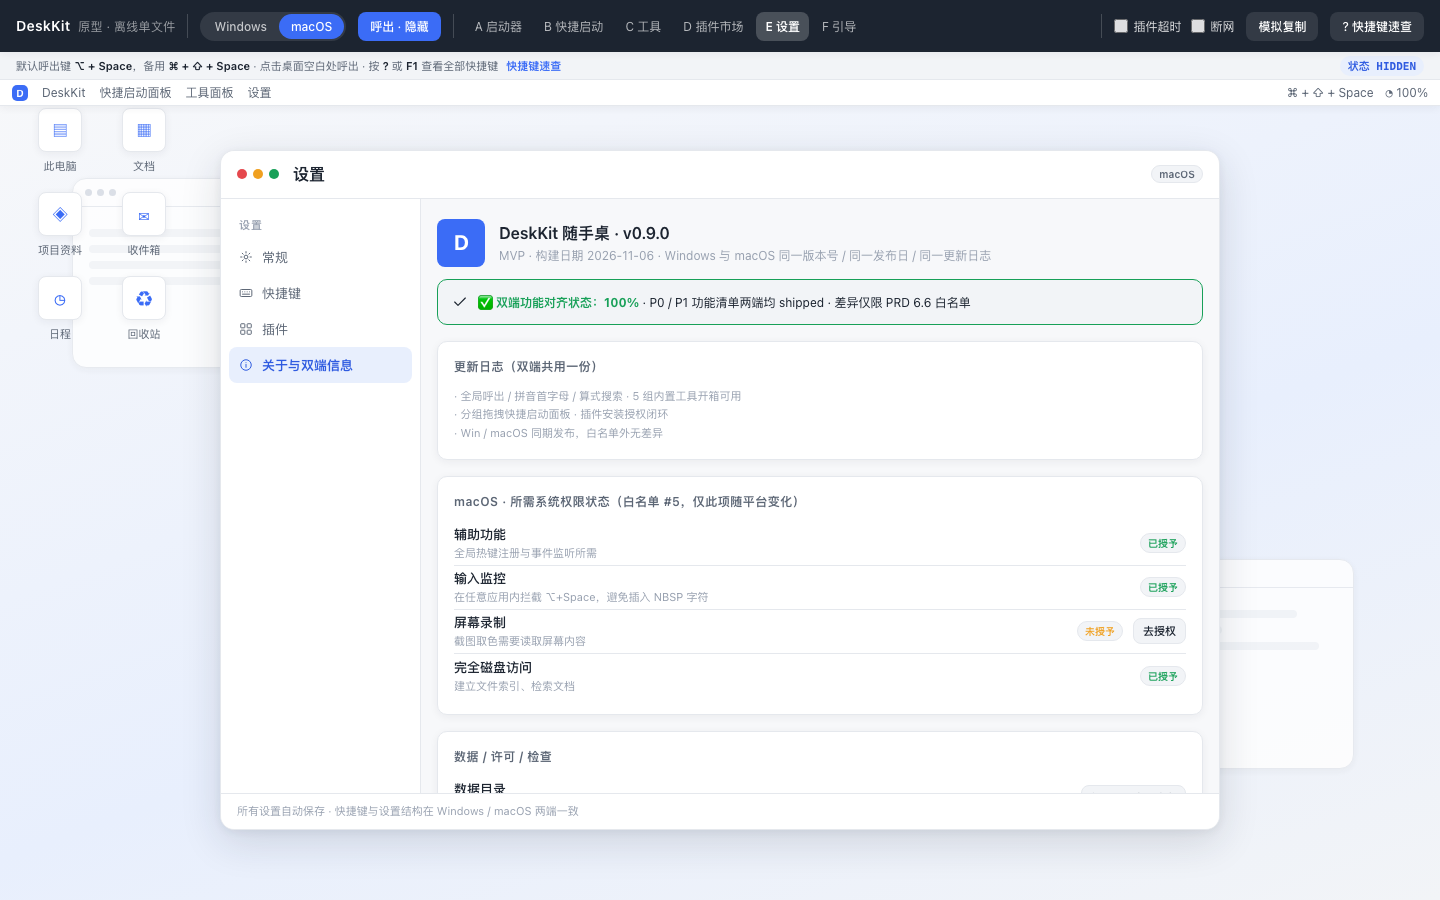 DeskKit 原型 · 离线单文件 Windows macOS 呼出 · 隐藏 A 启动器 B 快捷启动 C 工具 D 插件市场 E 设置 F 引导 插件超时 断网 模拟复制 ? 快捷键速查
默认呼出键 ⌥ + Space，备用 ⌘ + ⇧ + Space · 点击桌面空白处呼出 · 按 ? 或 F1 查看全部快捷键 快捷键速查 状态 HIDDEN
D DeskKit 快捷启动面板 工具面板 设置 ⌘ + ⇧ + Space ◔ 100%
此电脑 文档
项目资料 收件箱
日程 回收站
设置 macOS
设置
常规
快捷键
插件
关于与双端信息
D DeskKit 随手桌 · v0.9.0
MVP · 构建日期 2026-11-06 · Windows 与 macOS 同一版本号 / 同一发布日 / 同一更新日志
✅ 双端功能对齐状态：100% · P0 / P1 功能清单两端均 shipped · 差异仅限 PRD 6.6 白名单
更新日志（双端共用一份）
· 全局呼出 / 拼音首字母 / 算式搜索 · 5 组内置工具开箱可用
· 分组拖拽快捷启动面板 · 插件安装授权闭环
· Win / macOS 同期发布，白名单外无差异
macOS · 所需系统权限状态（白名单 #5，仅此项随平台变化）
辅助功能
全局热键注册与事件监听所需
已授予
输入监控
在任意应用内拦截 ⌥+Space，避免插入 NBSP 字符
已授予
屏幕录制
截图取色需要读取屏幕内容
未授予 去授权
完全磁盘访问
建立文件索引、检索文档
已授予
数据 / 许可 / 检查
数据目录
所有设置自动保存 · 快捷键与设置结构在 Windows / macOS 两端一致